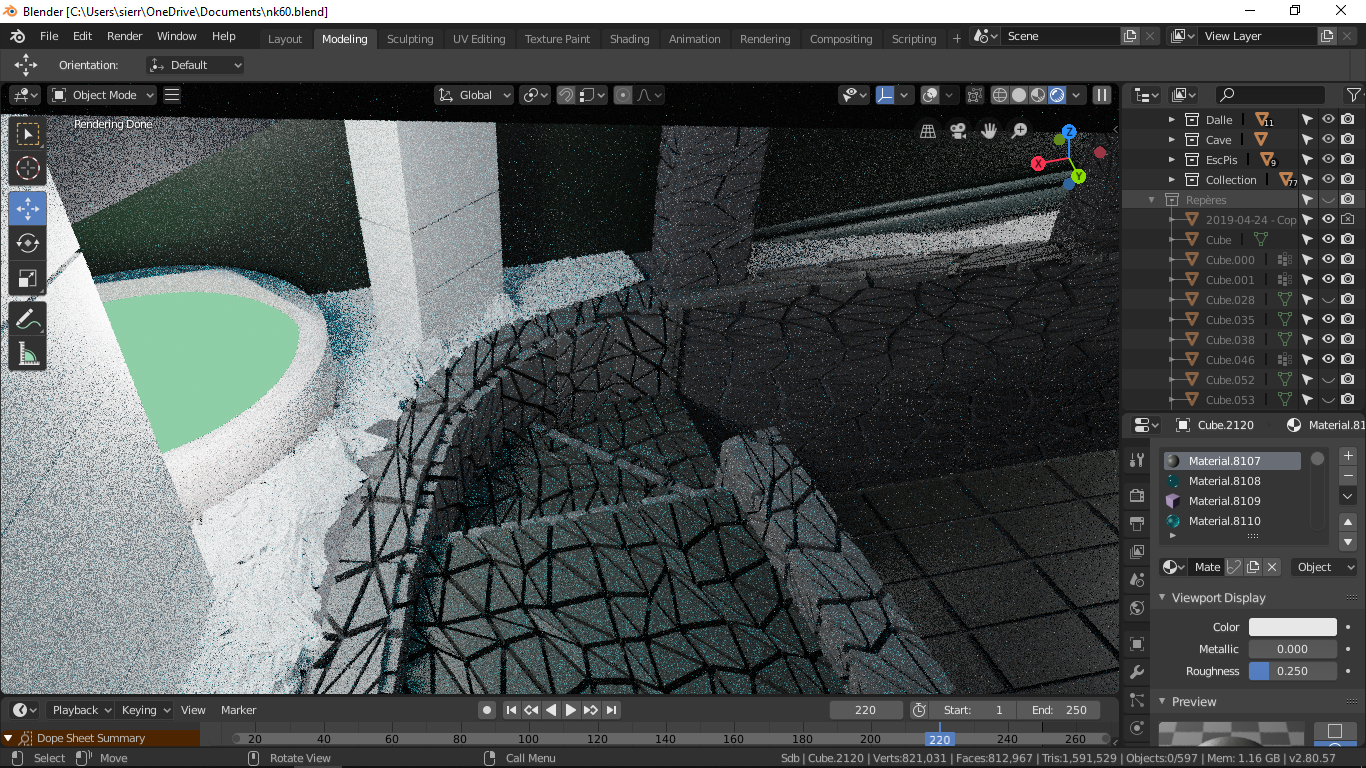 Blender [C:\Users\sierr\OneDrive\Documents\nk60.blend]
File Edit Render Window Help Layout Modeling Sculpting UV Editing Texture Paint Shading Animation Rendering Compositing Scripting + Scene View Layer
Orientation: Default
Object Mode Global
Rendering Done
Z
X
Y
Dalle 11
Cave
EscPis 9
Collection 77
Repères
2019-04-24 - Cop
Cube
Cube.000
Cube.001
Cube.028
Cube.035
Cube.038
Cube.046
Cube.052
Cube.053
Cube.2120 Material.81
Material.8107
Material.8108
Material.8109
Material.8110
Mate Object
Viewport Display
Color
Metallic 0.000
Roughness 0.250
Preview
Playback Keying View Marker 220 Start: 1 End: 250
Dope Sheet Summary 20 40 60 80 100 120 140 160 180 200 220 240 260
Select Move Rotate View Call Menu Sdb | Cube.2120 | Verts:821,031 | Faces:812,967 | Tris:1,591,529 | Objects:0/597 | Mem: 1.16 GB | v2.80.57